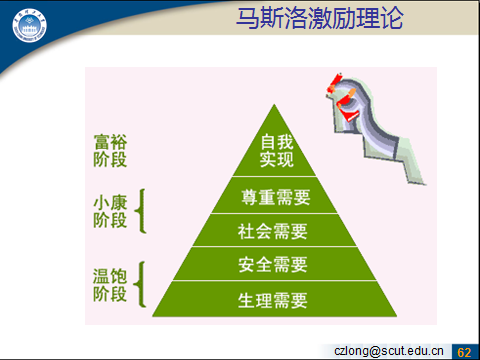 马斯洛激励理论
富裕
阶段
自我
实现
小康
阶段
尊重需要
社会需要
温饱
阶段
安全需要
生理需要
czlong@scut.edu.cn
62